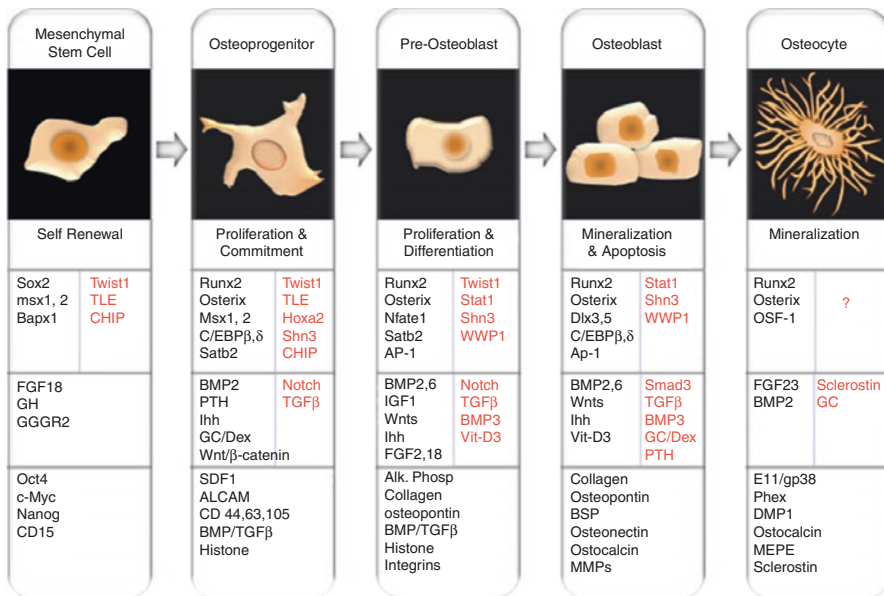 Mesenchymal
Stem Cell
Self Renewal
Sox2
msx1, 2
Bapx1
Twist1
TLE
CHIP
FGF18
GH
GGGR2
Oct4
c-Myc
Nanog
CD15
Osteoprogenitor
Proliferation &
Commitment
Runx2
Osterix
Msx1, 2
C/EBPβ,δ
Satb2
Twist1
TLE
Hoxa2
Shn3
CHIP
BMP2
PTH
Ihh
GC/Dex
Wnt/β-catenin
Notch
TGFβ
SDF1
ALCAM
CD 44,63,105
BMP/TGFβ
Histone
Pre-Osteoblast
Proliferation &
Differentiation
Runx2
Osterix
Nfate1
Satb2
AP-1
Twist1
Stat1
Shn3
WWP1
BMP2,6
IGF1
Wnts
Ihh
FGF2,18
Notch
TGFβ
BMP3
Vit-D3
Alk. Phosp
Collagen
osteopontin
BMP/TGFβ
Histone
Integrins
Osteoblast
Mineralization
& Apoptosis
Runx2
Osterix
Dlx3,5
C/EBPβ,δ
Ap-1
Stat1
Shn3
WWP1
BMP2,6
Wnts
Ihh
Vit-D3
Smad3
TGFβ
BMP3
GC/Dex
PTH
Collagen
Osteopontin
BSP
Osteonectin
Ostocalcin
MMPs
Osteocyte
Mineralization
Runx2
Osterix
OSF-1
?
FGF23
BMP2
Sclerostin
GC
E11/gp38
Phex
DMP1
Ostocalcin
MEPE
Sclerostin